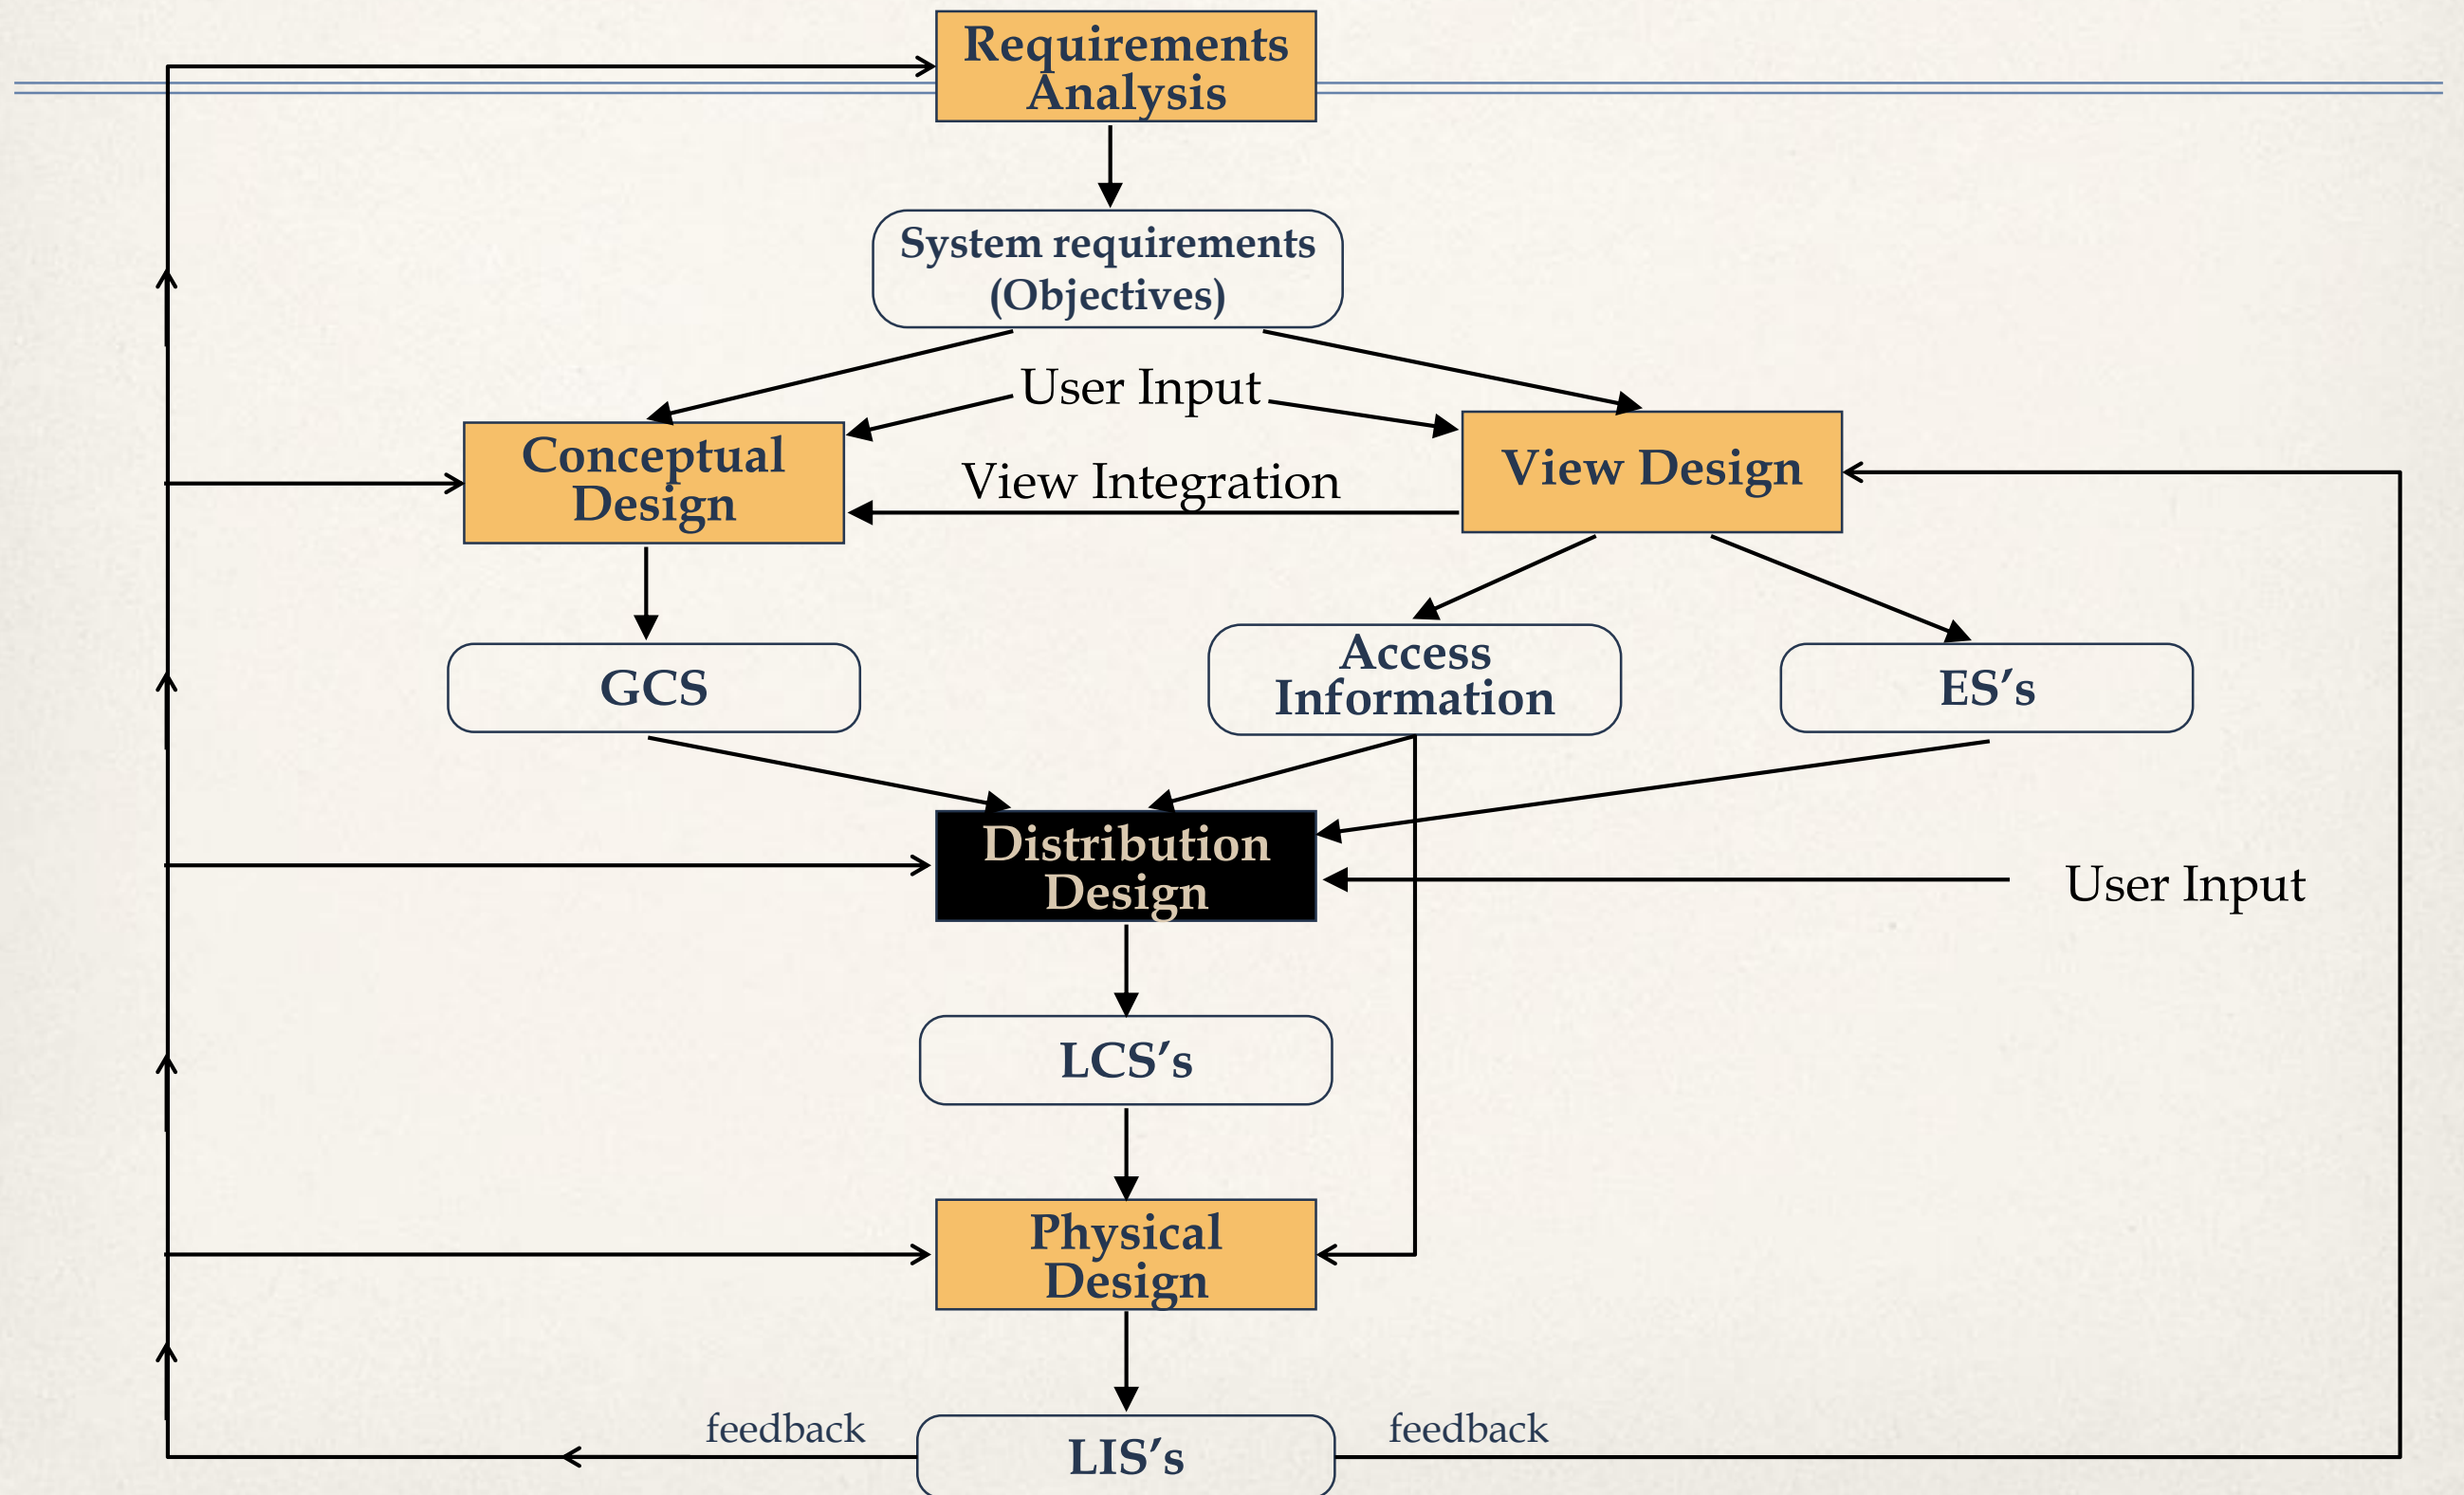 Requirements
Analysis
System requirements
(Objectives)
User Input
Conceptual
Design
View Integration
View Design
GCS
Access
Information
ES’s
Distribution
Design
User Input
LCS’s
Physical
Design
feedback
LIS’s
feedback